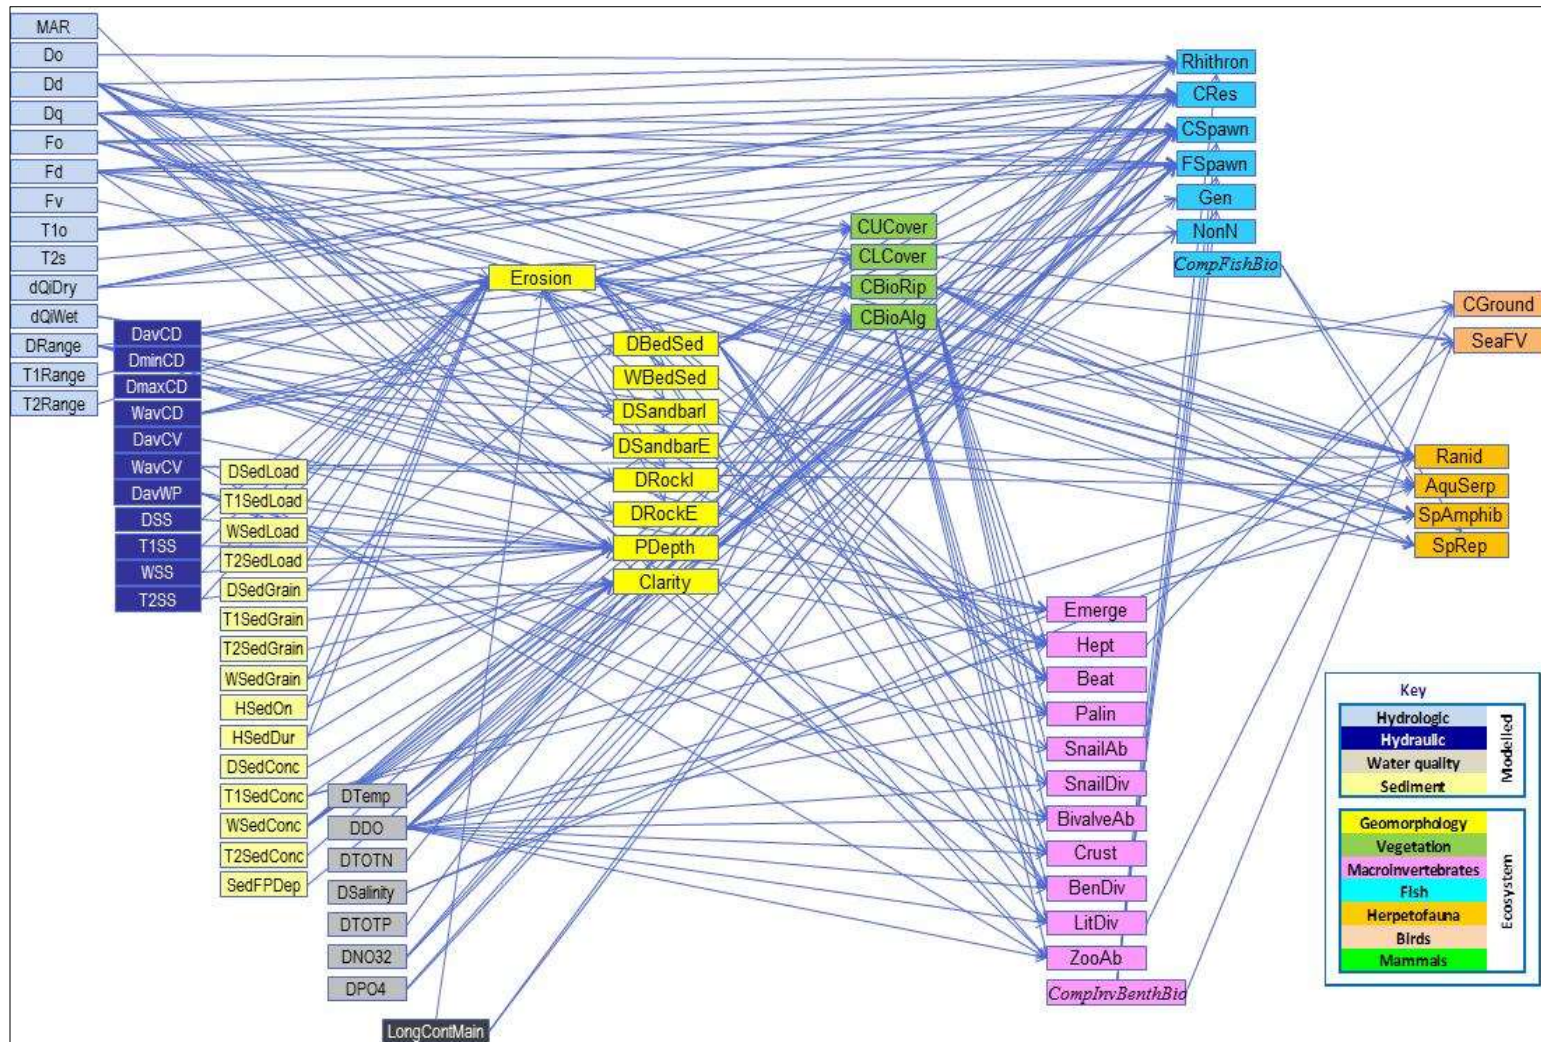 MAR
Do
Dd
Dq
Fo
Fd
Fv
T1o
T2s
dQiDry
dQiWet
DRange
T1Range
T2Range
DavCD
DminCD
DmaxCD
WavCD
DavCV
WavCV
DavWP
DSS
T1SS
WSS
T2SS
DSedLoad
T1SedLoad
WSedLoad
T2SedLoad
DSedGrain
T1SedGrain
T2SedGrain
WSedGrain
HSedOn
HSedDur
DSedConc
T1SedConc
WSedConc
T2SedConc
SedFPDep
DTemp
DDO
DTOTN
DSalinity
DTOTP
DNO32
DPO4
LongContMain
Erosion
DBedSed
WBedSed
DSandbarI
DSandbarE
DRockI
DRockE
PDepth
Clarity
CUCover
CLCover
CBioRip
CBioAlg
Emerge
Hept
Beat
Palin
SnailAb
SnailDiv
BivalveAb
Crust
BenDiv
LitDiv
ZooAb
CompInvBenthBio
Rhithron
CRes
CSpawn
FSpawn
Gen
NonN
CompFishBio
CGround
SeaFV
Ranid
AquSerp
SpAmphib
SpRep
Key
Hydrologic
Hydraulic
Water quality
Sediment
Modelled
Geomorphology
Vegetation
Macroinvertebrates
Fish
Herpetofauna
Birds
Mammals
Ecosystem